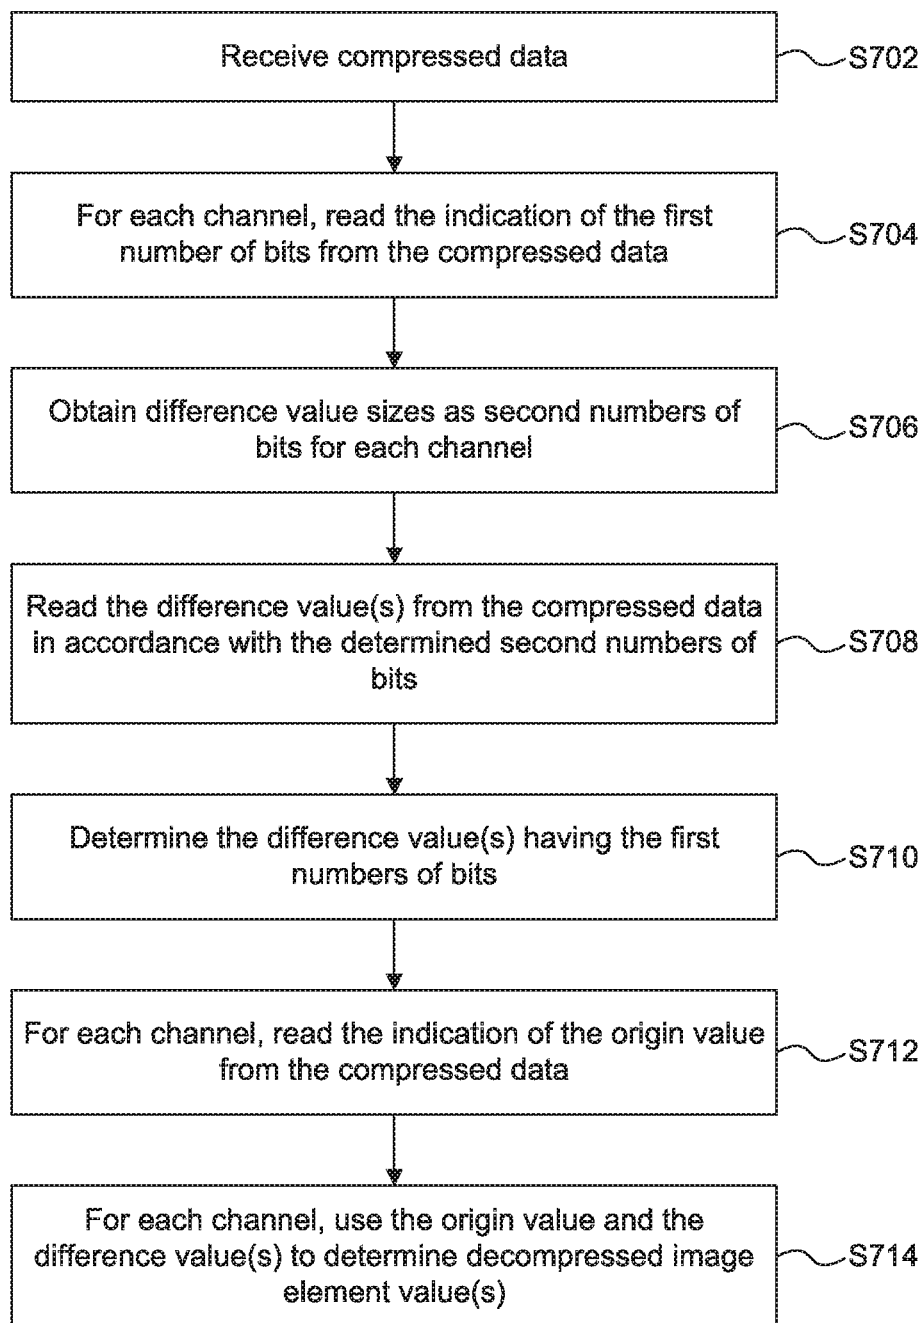 Receive compressed data
S702
For each channel, read the indication of the first
number of bits from the compressed data
S704
Obtain difference value sizes as second numbers of
bits for each channel
S706
Read the difference value(s) from the compressed data
in accordance with the determined second numbers of
bits
S708
Determine the difference value(s) having the first
numbers of bits
S710
For each channel, read the indication of the origin value
from the compressed data
S712
For each channel, use the origin value and the
difference value(s) to determine decompressed image
element value(s)
S714